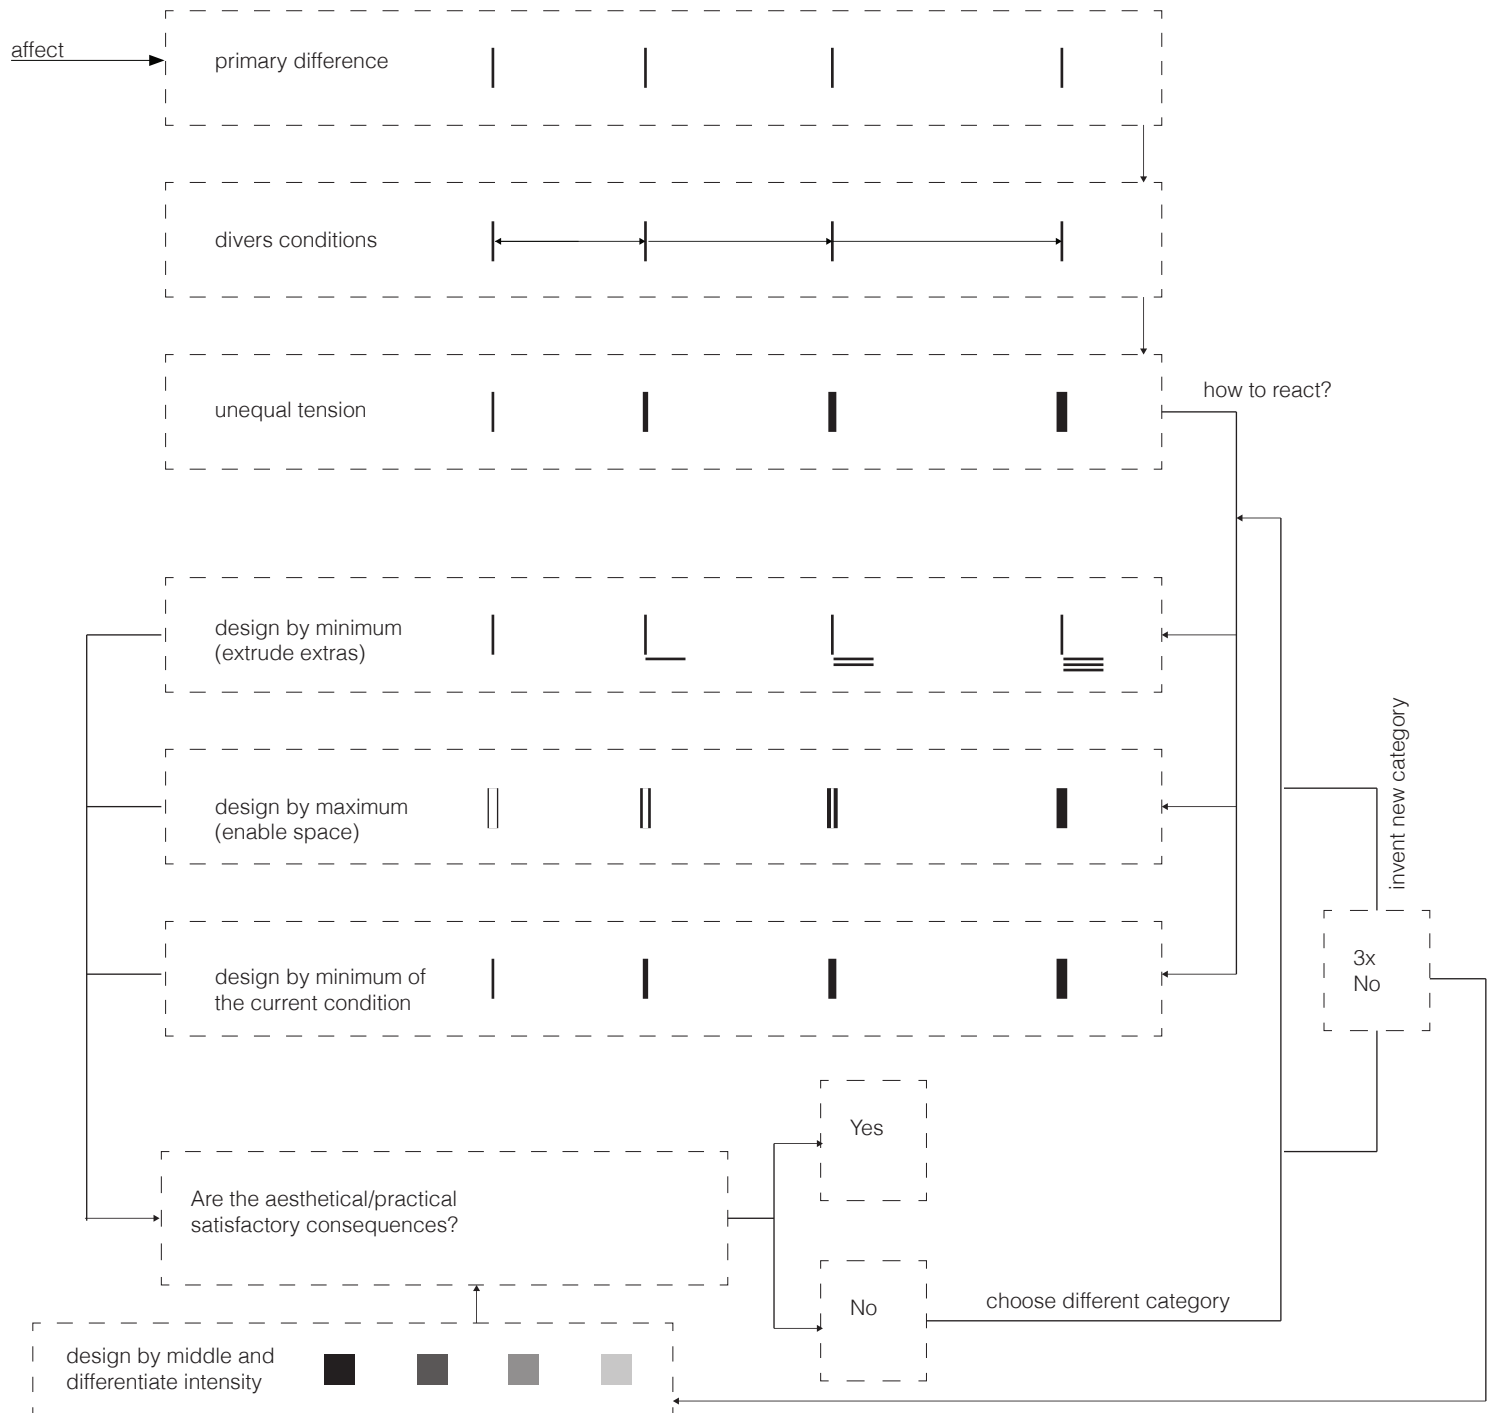 affect
primary difference
divers conditions
unequal tension
how to react?
design by minimum
(extrude extras)
design by maximum
(enable space)
invent new category
design by minimum of
the current condition
3x
No
Yes
Are the aesthetical/practical
satisfactory consequences?
No
choose different category
design by middle and
differentiate intensity